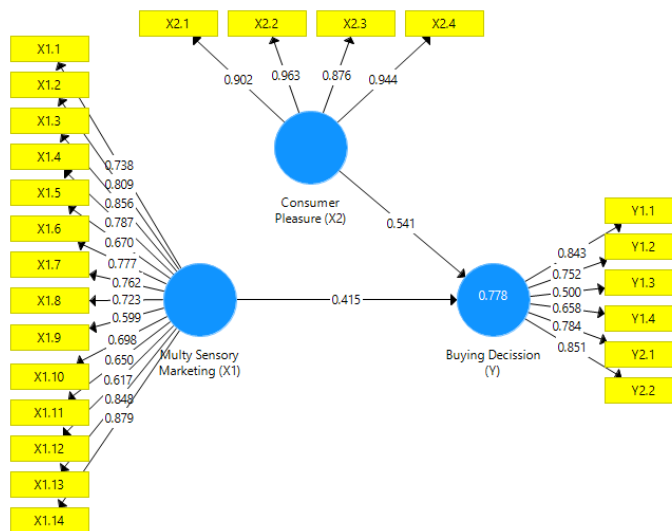 X2.1
X2.2
X2.3
X2.4
X1.1
X1.2
X1.3
X1.4
X1.5
X1.6
X1.7
X1.8
X1.9
X1.10
X1.11
X1.12
X1.13
X1.14
0.902
0.963
0.876
0.944
0.738
0.809
0.856
0.787
0.670
0.777
0.762
0.723
0.599
0.698
0.650
0.617
0.848
0.879
Consumer
Pleasure (X2)
0.541
0.415
Multy Sensory
Marketing (X1)
0.778
Buying Decission
(Y)
0.843
0.752
0.500
0.658
0.784
0.851
Y1.1
Y1.2
Y1.3
Y1.4
Y2.1
Y2.2